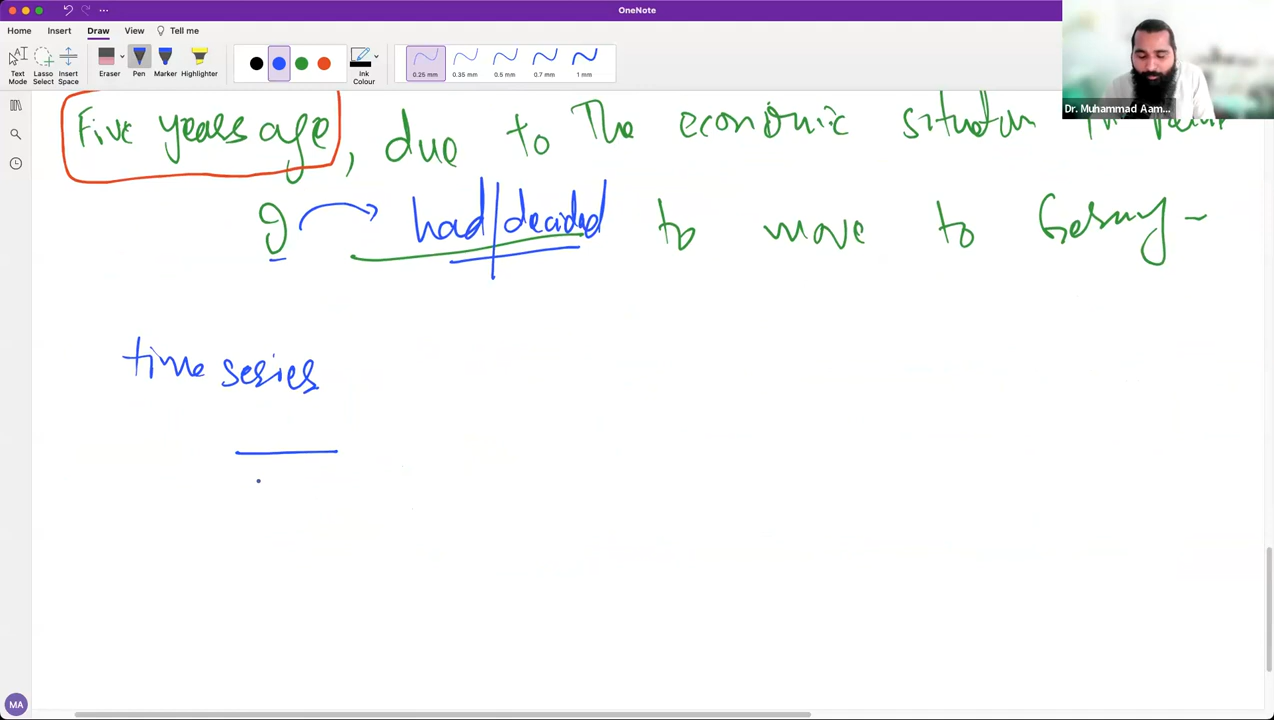 OneNote
Home Insert Draw View Tell me
Text Mode Lasso Select Insert Space Eraser Pen Marker Highlighter Ink Colour 0.25 mm 0.35 mm 0.5 mm 0.7 mm 1 mm
Dr. Muhammad Aam...
Five years ago, due to the economic situation in
I had decided to move to Germany -
time series
MA